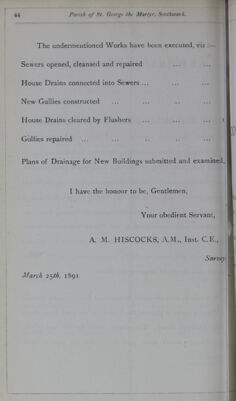 44 Parish of St. George the Martyr, Southwark.
The undermentioned Works have been executed, viz :—
Sewers opened, cleansed and repaired ... ...
House Drains connected into Sewers ... ... ... ...
New Gullies constructed ... ... ... ...
House Drains cleared by Flushers ... ... ...
Gullies repaired ... ... ... ... ...
Plans of Drainage for New Buildings submitted and examined,
I have the honour to be, Gentlemen,
Your obedient Servant,
A. M. HISCOCKS, A.M., Inst. C.E.,
Survey
March 25th, 1891.